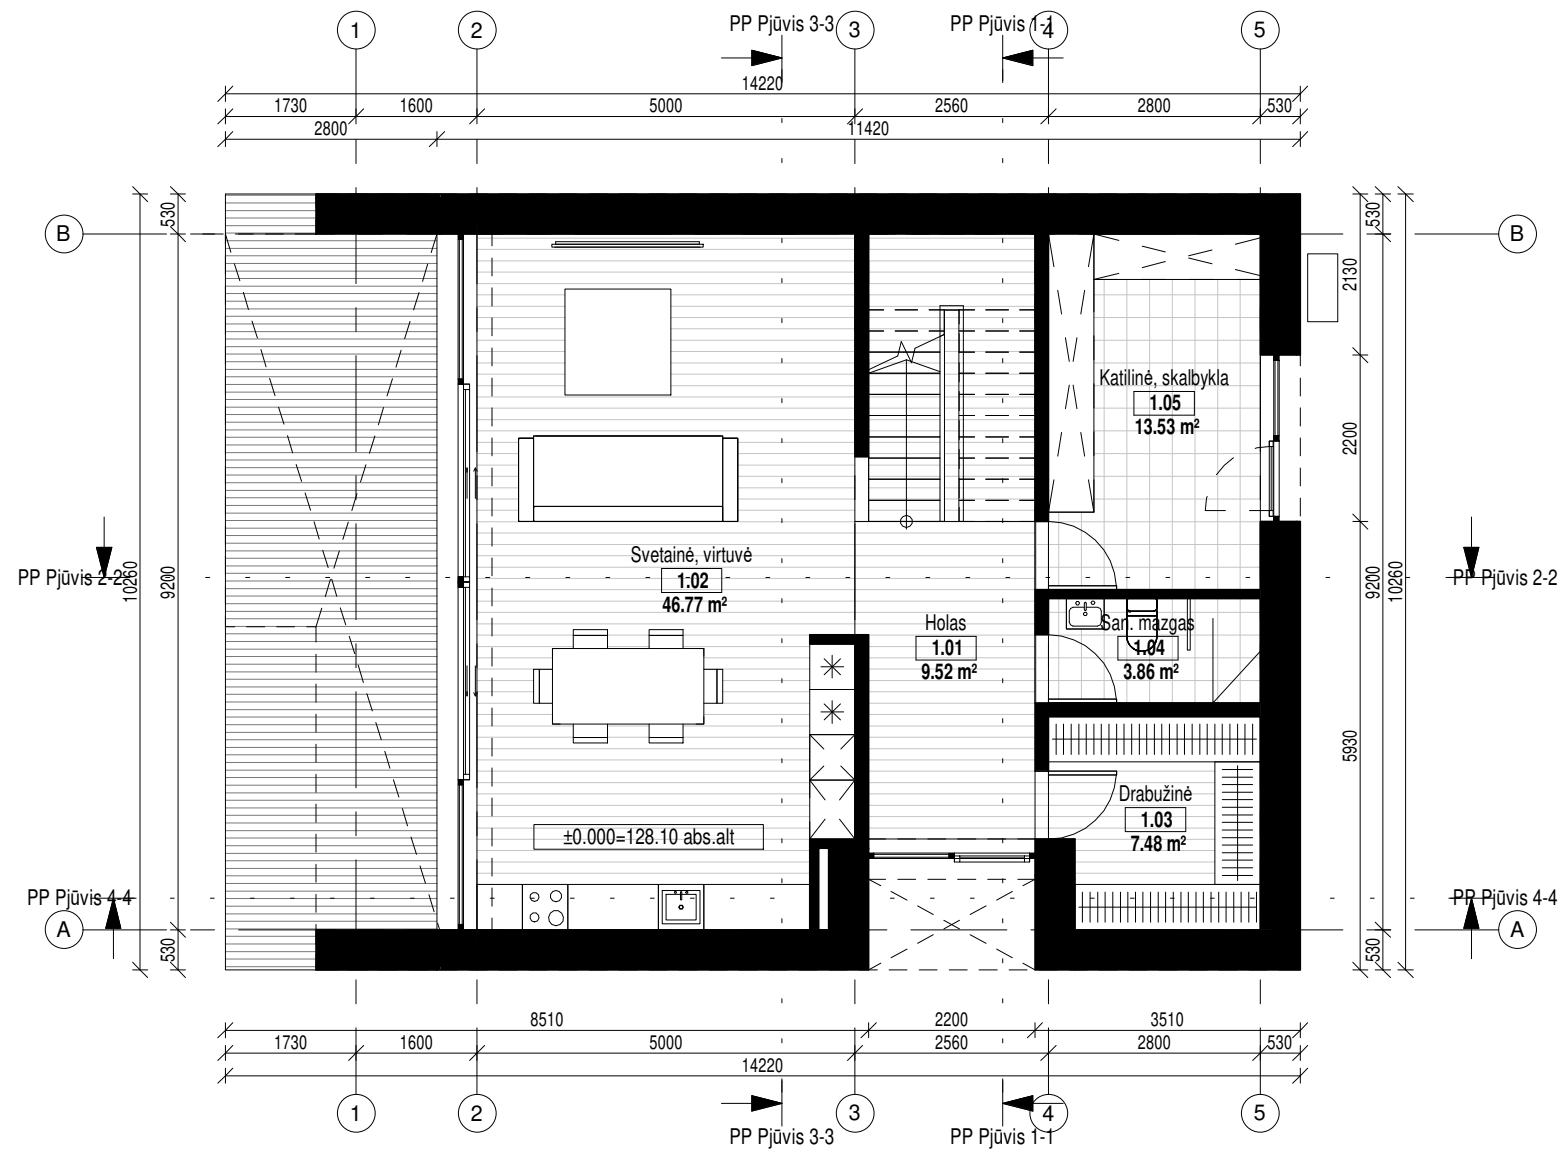 PP Pjūvis 3-3
PP Pjūvis 1-1
1
2
3
4
5
14220
1730
1600
5000
2560
2800
530
2800
11420
530
B
530
B
2130
Katilinė, skalbykla
1.05
13.53 m²
2200
Svetainė, virtuvė
1.02
46.77 m²
PP Pjūvis 2-2
10260
9200
9200
10260
PP Pjūvis 2-2
Holas
1.01
9.52 m²
San. mazgas
1.04
3.86 m²
5930
Drabužinė
1.03
7.48 m²
±0.000=128.10 abs.alt
PP Pjūvis 4-4
PP Pjūvis 4-4
A
A
530
530
8510
2200
3510
1730
1600
5000
2560
2800
530
14220
1
2
3
4
5
PP Pjūvis 3-3
PP Pjūvis 1-1